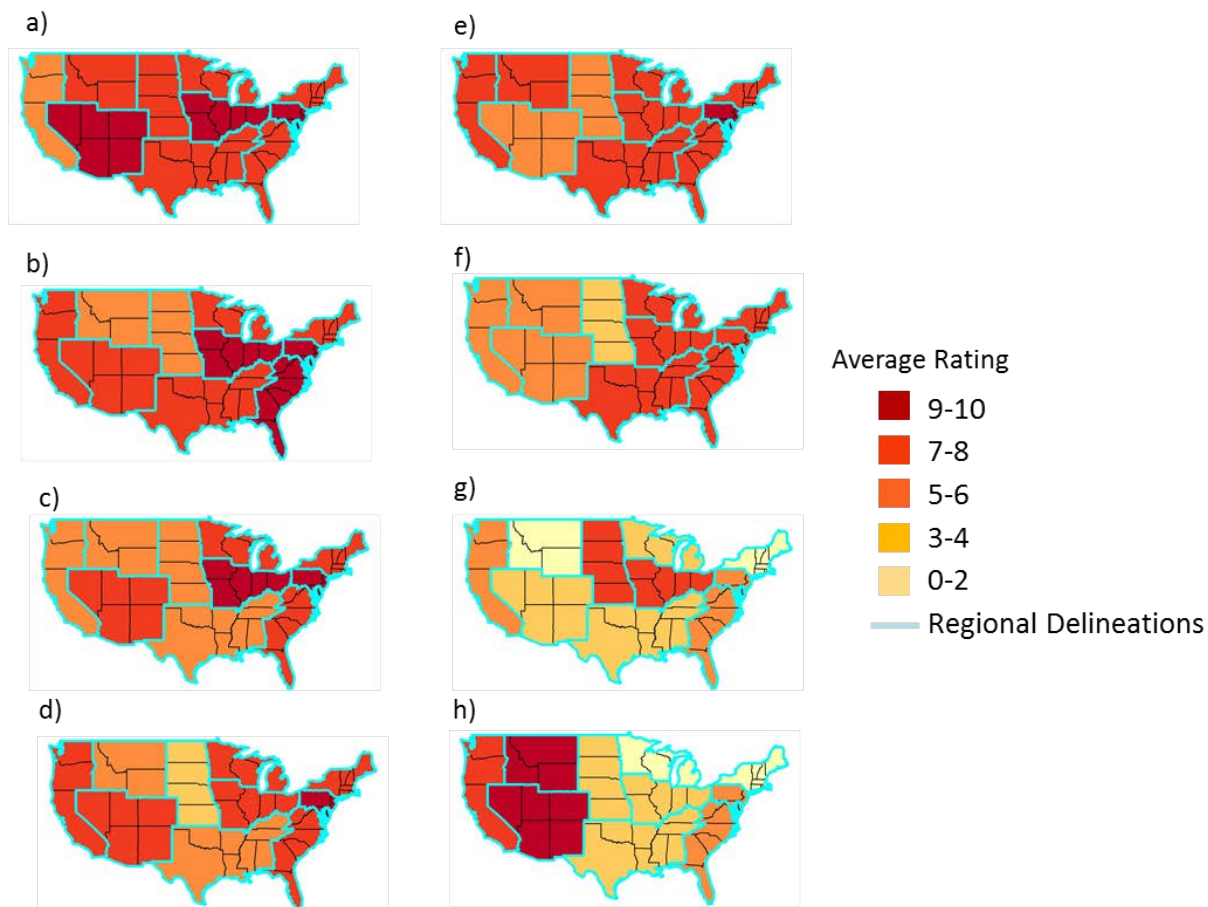 a)
b)
c)
d)
e)
f)
g)
h)
Average Rating
9-10
7-8
5-6
3-4
0-2
Regional Delineations